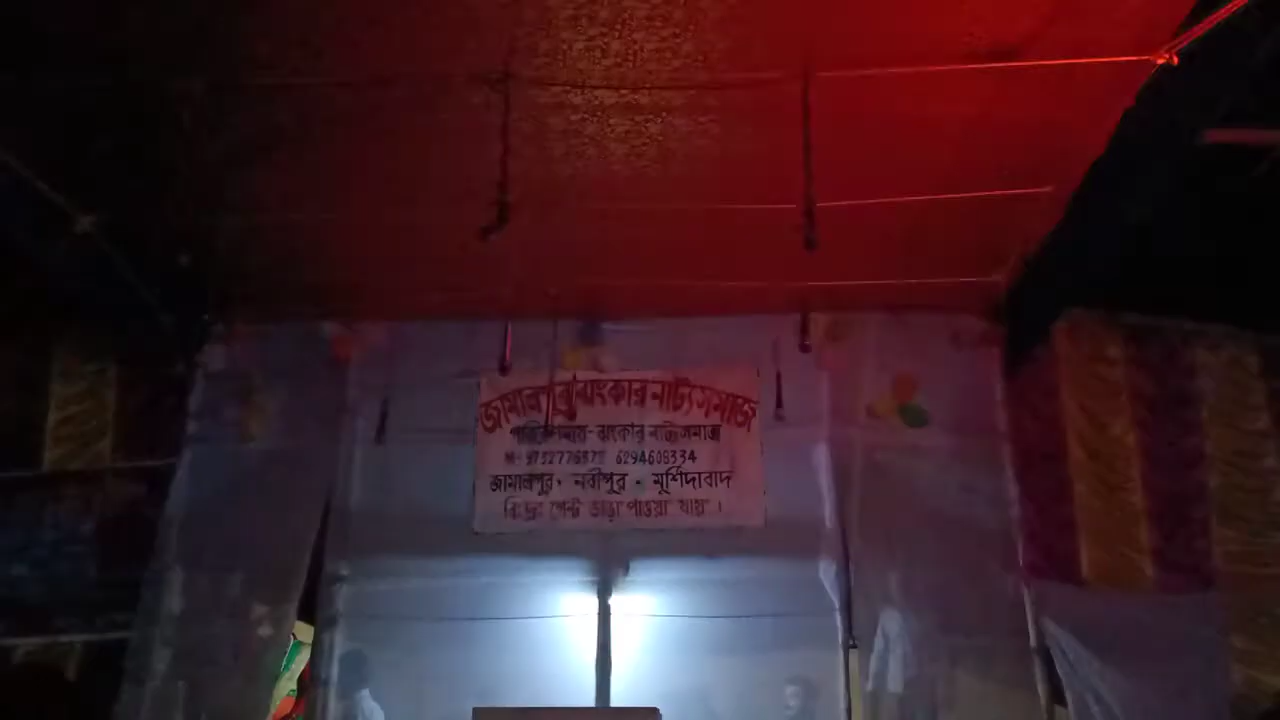 জামালপুর ঝংকার নাট্যসমাজ
পরিচালনায়-ঝংকার নাট্যসমাজ
6294608334
জামালপুর, নবীপুর - মুর্শিদাবাদ
পেন্ট ভাড়া পাওয়া যায় ।